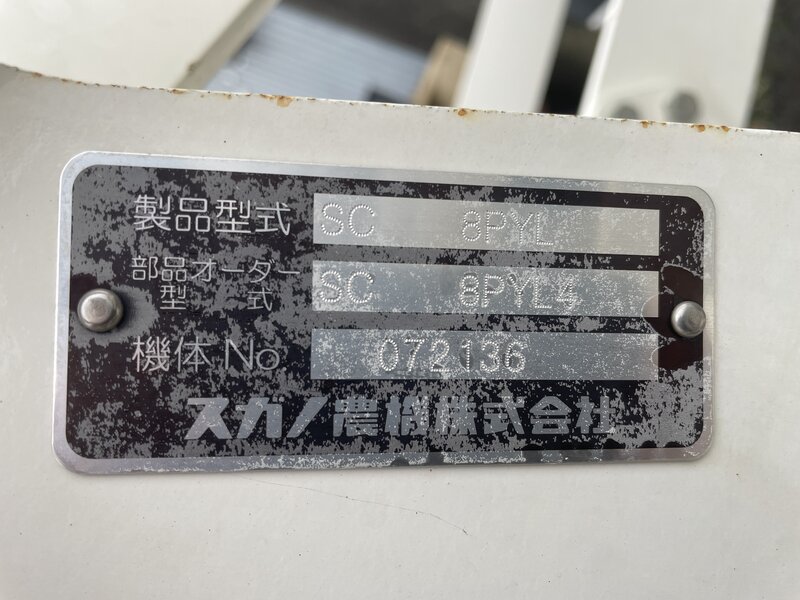 製品型式 SC 8PYL
部品オーダー
型式 SC 8PYL4
機体No 072136
スガノ農機株式会社